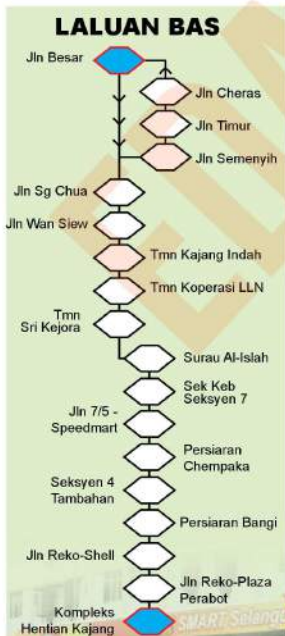 LALUAN BAS
Jln Besar
Jln Cheras
Jln Timur
Jln Semenyih
Jln Sg Chua
Jln Wan Siew
Tmn Kajang Indah
Tmn Koperasi LLN
Tmn
Sri Kejora
Surau Al-Islah
Sek Keb
Seksyen 7
Jln 7/5 -
Speedmart
Persiaran
Chempaka
Seksyen 4
Tambahan
Persiaran Bangi
Jln Reko-Shell
Jln Reko-Plaza
Perabot
Kompleks
Hentian Kajang
SMART Selango